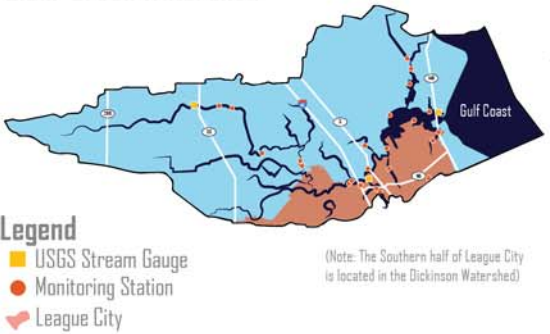 Gulf Coast
Legend
USGS Stream Gauge
Monitoring Station
League City
(Note: The Southern half of League City
is located in the Dickinson Watershed)